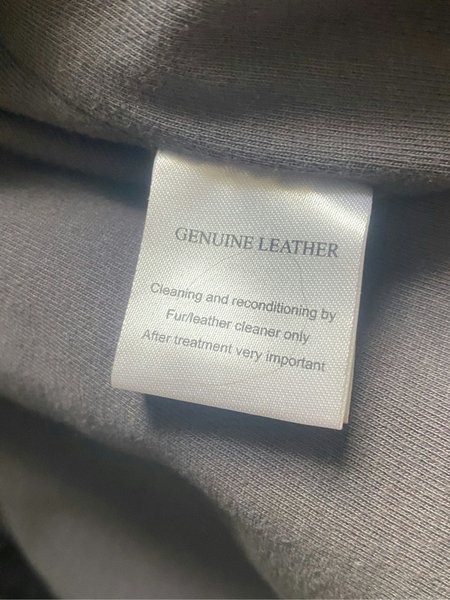 GENUINE LEATHER
Cleaning and reconditioning by
Fur/leather cleaner only
After treatment very important